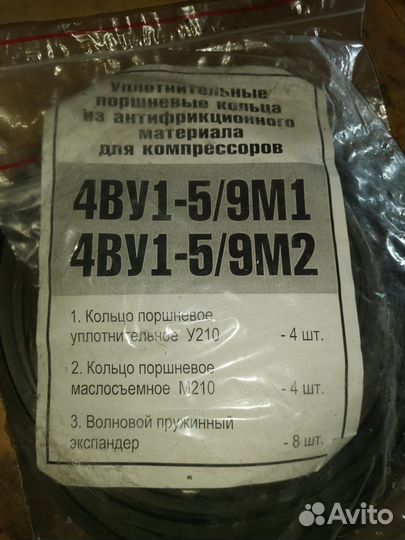 Уплотнительные
поршневые кольца
из антифрикционного
материала
для компрессоров
4ВУ1-5/9М1
4ВУ1-5/9М2
1. Кольцо поршневое
уплотнительное У210 - 4 шт.
2. Кольцо поршневое
маслосъемное М210 - 4 шт.
3. Волновой пружинный
экспандер - 8 шт.
Avito